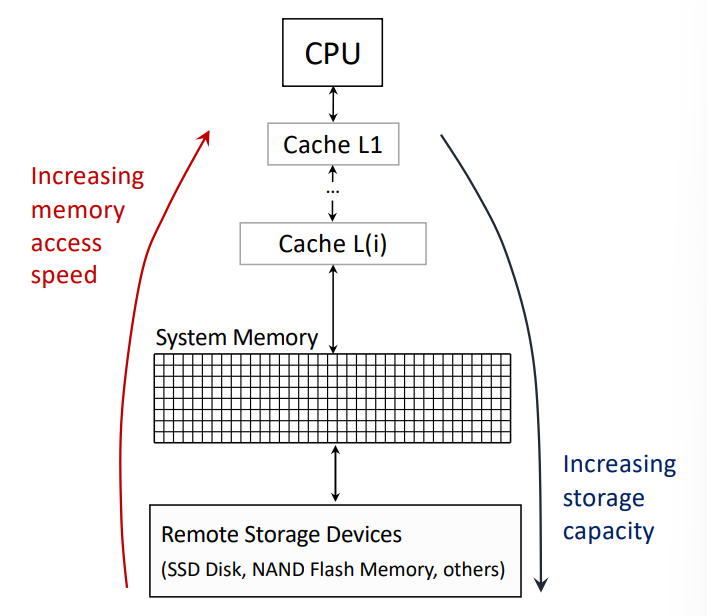 CPU
Cache L1
...
Cache L(i)
Increasing
memory
access
speed
System Memory
Increasing
storage
capacity
Remote Storage Devices
(SSD Disk, NAND Flash Memory, others)